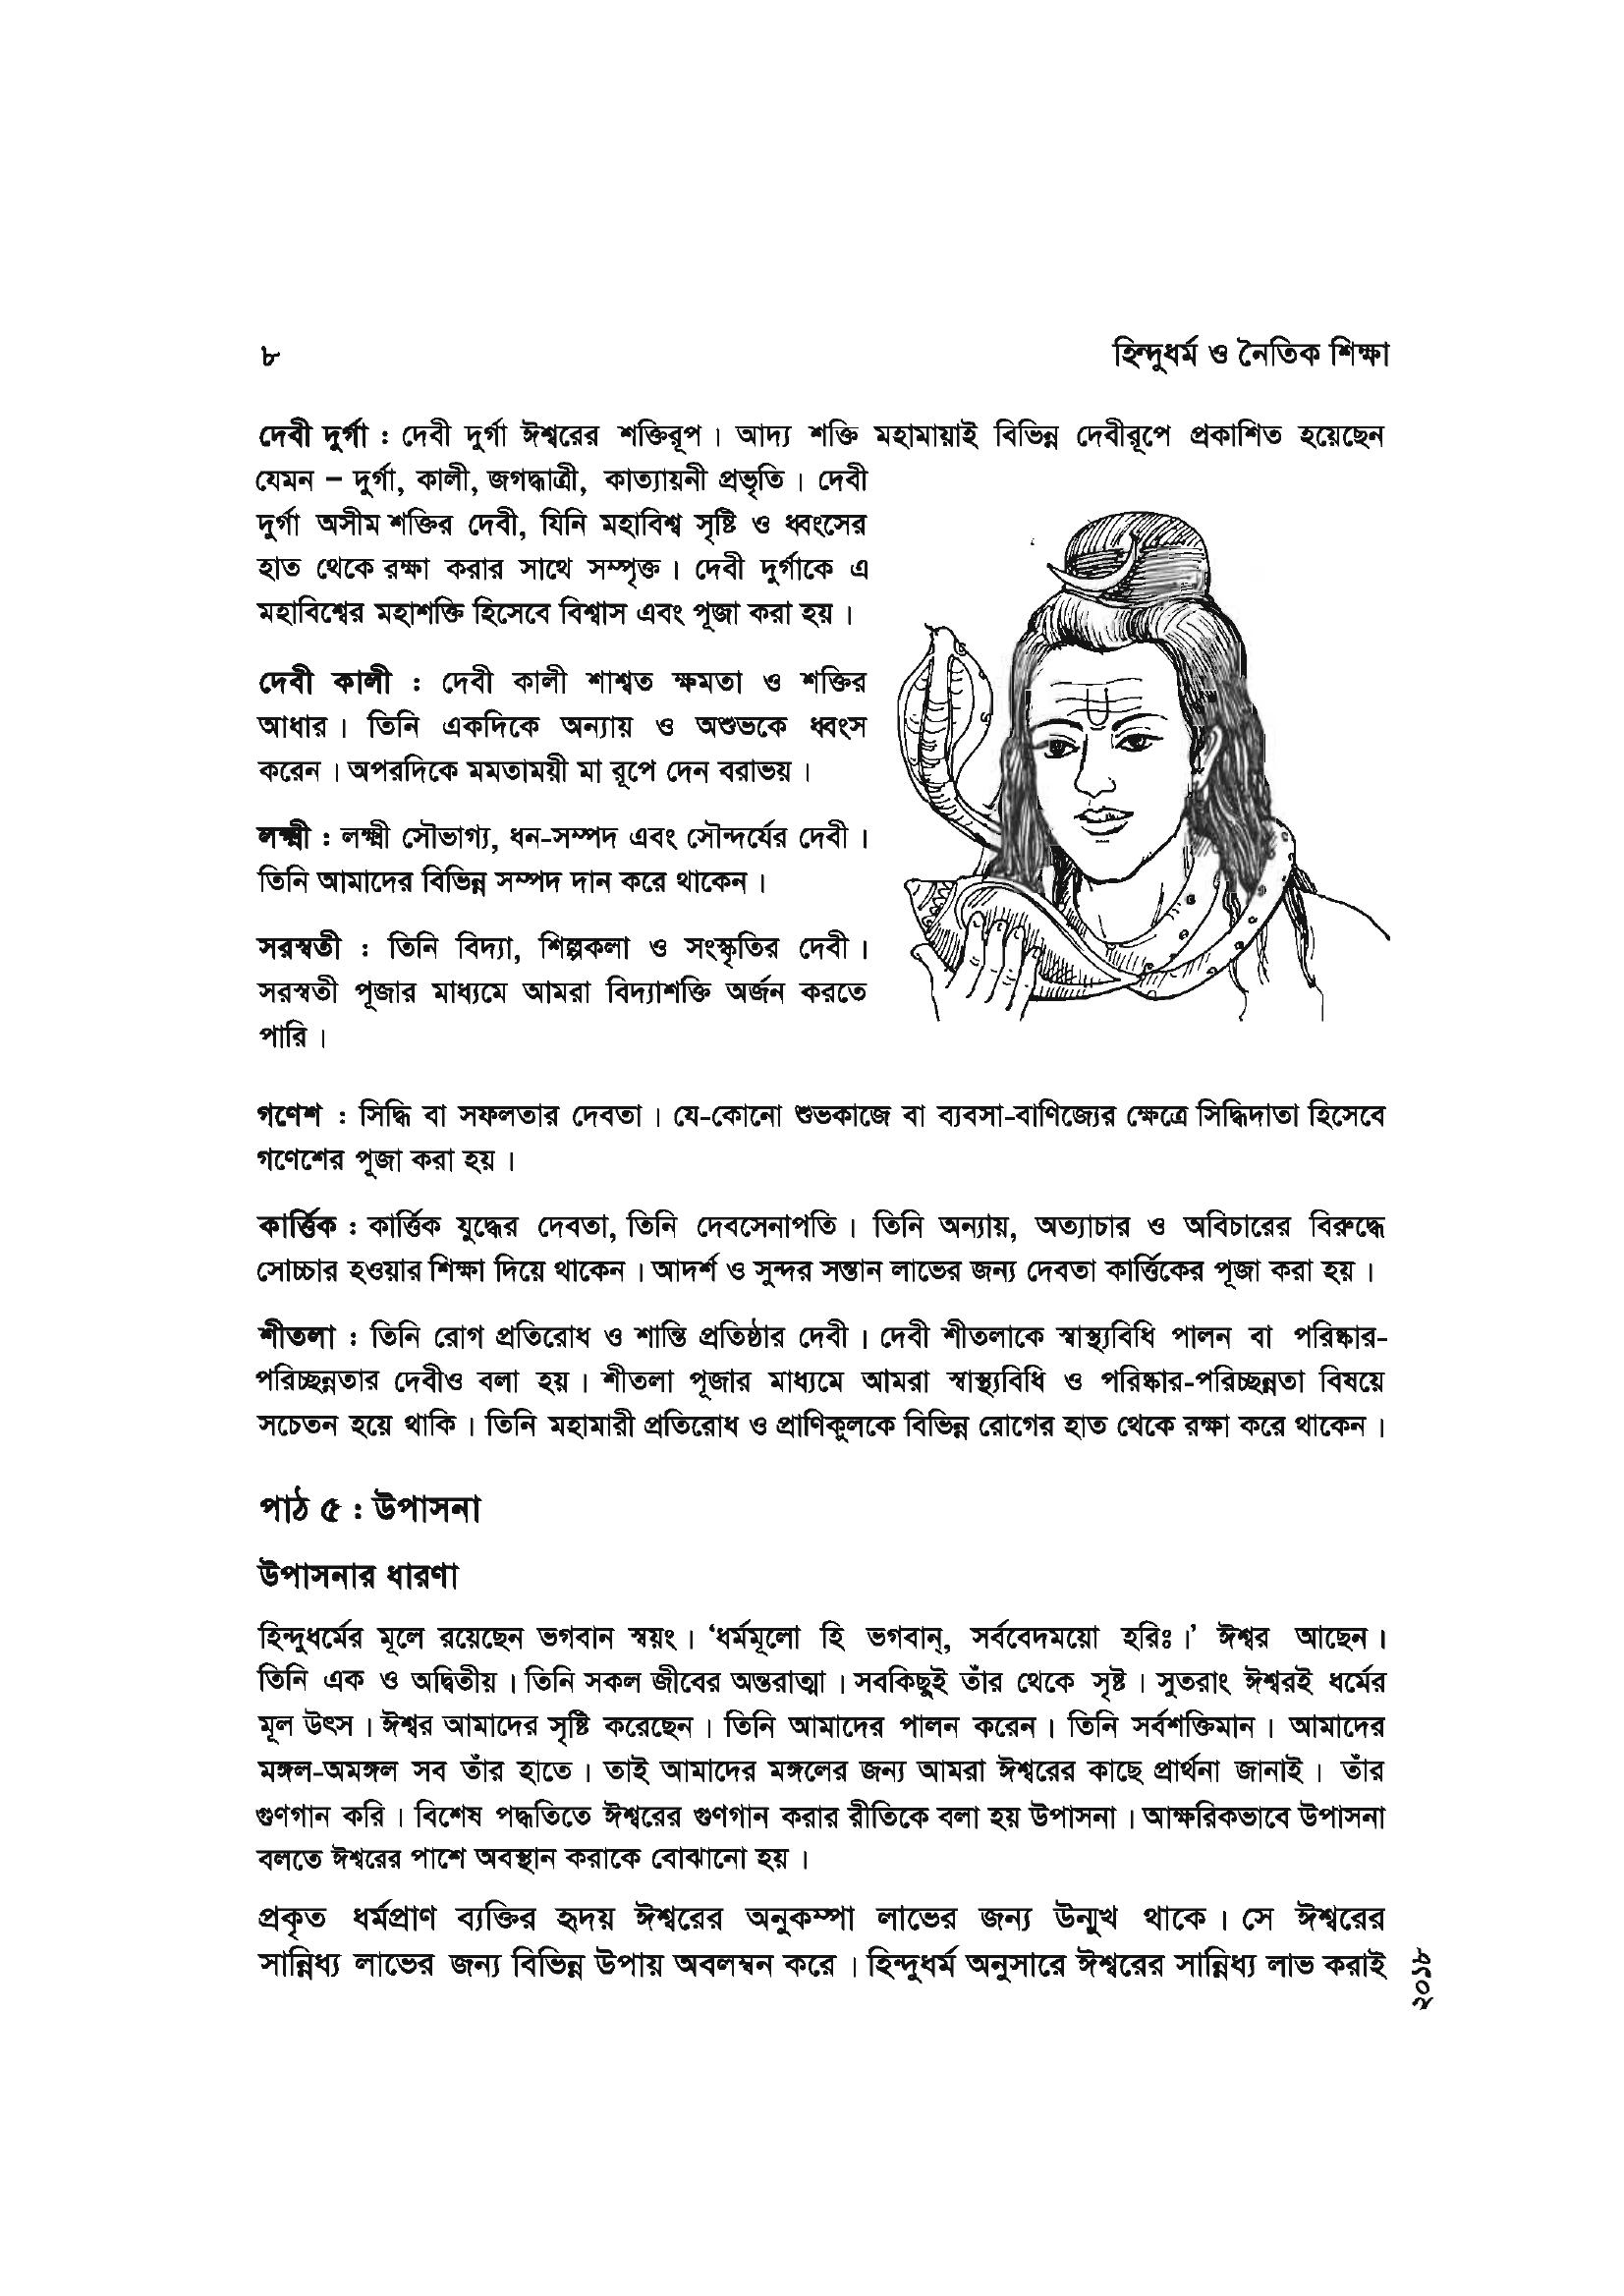 ৮
হিন্দুধর্ম ও নৈতিক শিক্ষা
দেবী দুর্গা : দেবী দুর্গা ঈশ্বরের শক্তিরূপ। আদ্য শক্তি মহামায়াই বিভিন্ন দেবীরূপে প্রকাশিত হয়েছেন
যেমন – দুর্গা, কালী, জগদ্ধাত্রী, কাত্যায়নী প্রভৃতি। দেবী
দুর্গা অসীম শক্তির দেবী, যিনি মহাবিশ্ব সৃষ্টি ও ধ্বংসের
হাত থেকে রক্ষা করার সাথে সম্পৃক্ত। দেবী দুর্গাকে এ
মহাবিশ্বের মহাশক্তি হিসেবে বিশ্বাস এবং পূজা করা হয়।
দেবী কালী : দেবী কালী শাশ্বত ক্ষমতা ও শক্তির
আধার। তিনি একদিকে অন্যায় ও অশুভকে ধ্বংস
করেন। অপরদিকে মমতাময়ী মা রূপে দেন বরাভয়।
লক্ষ্মী : লক্ষ্মী সৌভাগ্য, ধন-সম্পদ এবং সৌন্দর্যের দেবী।
তিনি আমাদের বিভিন্ন সম্পদ দান করে থাকেন।
সরস্বতী : তিনি বিদ্যা, শিল্পকলা ও সংস্কৃতির দেবী।
সরস্বতী পূজার মাধ্যমে আমরা বিদ্যাশক্তি অর্জন করতে
পারি।
গণেশ : সিদ্ধি বা সফলতার দেবতা। যে-কোনো শুভকাজে বা ব্যবসা-বাণিজ্যের ক্ষেত্রে সিদ্ধিদাতা হিসেবে
গণেশের পূজা করা হয়।
কার্ত্তিক : কার্ত্তিক যুদ্ধের দেবতা, তিনি দেবসেনাপতি। তিনি অন্যায়, অত্যাচার ও অবিচারের বিরুদ্ধে
সোচ্চার হওয়ার শিক্ষা দিয়ে থাকেন। আদর্শ ও সুন্দর সন্তান লাভের জন্য দেবতা কার্ত্তিকের পূজা করা হয়।
শীতলা : তিনি রোগ প্রতিরোধ ও শান্তি প্রতিষ্ঠার দেবী। দেবী শীতলাকে স্বাস্থ্যবিধি পালন বা পরিষ্কার-
পরিচ্ছন্নতার দেবীও বলা হয়। শীতলা পূজার মাধ্যমে আমরা স্বাস্থ্যবিধি ও পরিষ্কার-পরিচ্ছন্নতা বিষয়ে
সচেতন হয়ে থাকি। তিনি মহামারী প্রতিরোধ ও প্রাণিকুলকে বিভিন্ন রোগের হাত থেকে রক্ষা করে থাকেন।
পাঠ ৫ : উপাসনা
উপাসনার ধারণা
হিন্দুধর্মের মূলে রয়েছেন ভগবান স্বয়ং। ‘ধর্মমূলো হি ভগবান্, সর্ববেদময়ো হরিঃ।’ ঈশ্বর আছেন।
তিনি এক ও অদ্বিতীয়। তিনি সকল জীবের অন্তরাত্মা। সবকিছুই তাঁর থেকে সৃষ্ট। সুতরাং ঈশ্বরই ধর্মের
মূল উৎস। ঈশ্বর আমাদের সৃষ্টি করেছেন। তিনি আমাদের পালন করেন। তিনি সর্বশক্তিমান। আমাদের
মঙ্গল-অমঙ্গল সব তাঁর হাতে। তাই আমাদের মঙ্গলের জন্য আমরা ঈশ্বরের কাছে প্রার্থনা জানাই। তাঁর
গুণগান করি। বিশেষ পদ্ধতিতে ঈশ্বরের গুণগান করার রীতিকে বলা হয় উপাসনা। আক্ষরিকভাবে উপাসনা
বলতে ঈশ্বরের পাশে অবস্থান করাকে বোঝানো হয়।
প্রকৃত ধর্মপ্রাণ ব্যক্তির হৃদয় ঈশ্বরের অনুকম্পা লাভের জন্য উন্মুখ থাকে। সে ঈশ্বরের
সান্নিধ্য লাভের জন্য বিভিন্ন উপায় অবলম্বন করে। হিন্দুধর্ম অনুসারে ঈশ্বরের সান্নিধ্য লাভ করাই
২০১৮